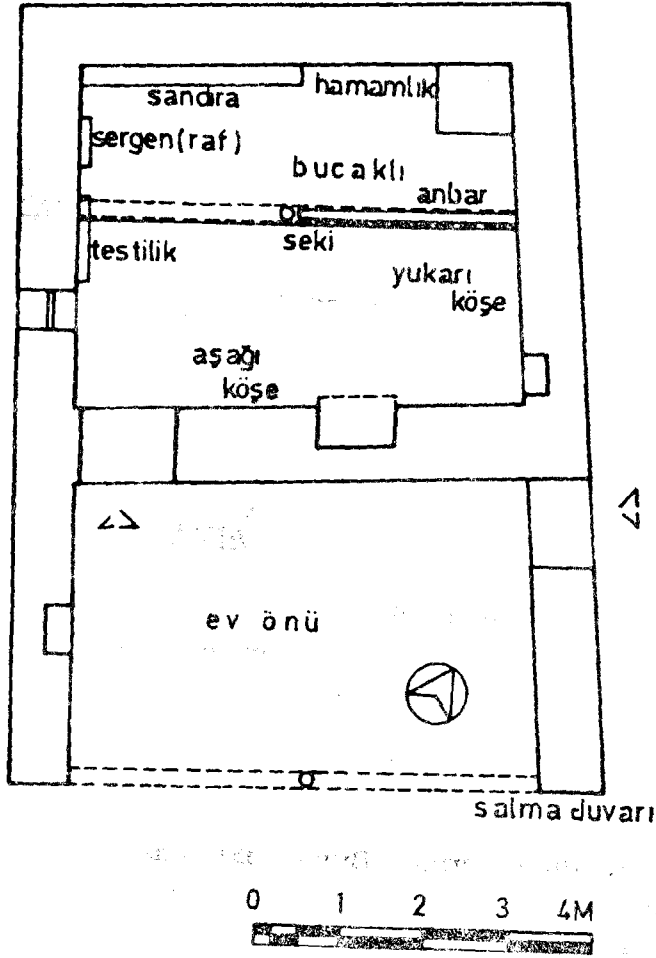 hamamlık
sandıra
sergen(raf)
bucaklı
anbar
seki
testilik
yukarı
köşe
aşağı
köşe
ev önü
salma duvarı
0 1 2 3 4M